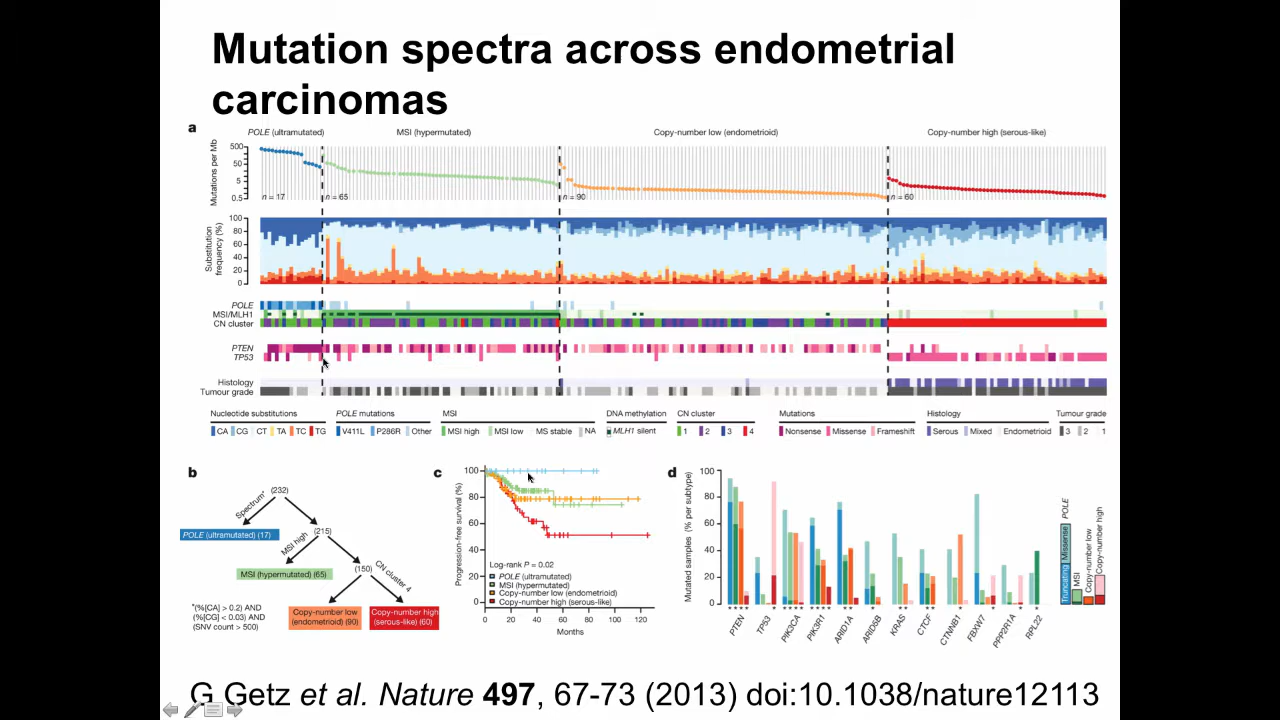 Mutation spectra across endometrial
carcinomas
a
POLE (ultramutated)
MSI (hypermutated)
Copy-number low (endometrioid)
Copy-number high (serous-like)
Mutations per Mb
500
50
5
0.5
n = 17
n = 65
n = 90
n = 60
Substitution
frequency (%)
100
80
60
40
20
0
POLE
MSI/MLH1
CN cluster
PTEN
TP53
Histology
Tumour grade
Nucleotide substitutions
CA CG CT TA TC TG
POLE mutations
V411L P286R Other
MSI
MSI high MSI low MS stable NA
DNA methylation
MLH1 silent
CN cluster
1 2 3 4
Mutations
Nonsense Missense Frameshift
Histology
Serous Mixed Endometrioid
Tumour grade
3 2 1
b
(232)
Spectrum*
POLE (ultramutated) (17)
(215)
MSI high
MSI (hypermutated) (65)
(150)
CN cluster 4
Copy-number low
(endometrioid) (90)
Copy-number high
(serous-like) (60)
*(%[CA] > 0.2) AND
(%[CG] < 0.03) AND
(SNV count > 500)
c
Progression-free survival (%)
100
80
60
40
20
0
Log-rank P = 0.02
POLE (ultramutated)
MSI (hypermutated)
Copy-number low (endometrioid)
Copy-number high (serous-like)
0 20 40 60 80 100 120
Months
d
Mutated samples (% per subtype)
100
80
60
40
20
0
* * * * * * * * * * * * * * * * * * * * * *
PTEN
TP53
PIK3CA
PIK3R1
ARID1A
ARID5B
KRAS
CTCF
CTNNB1
FBXW7
PPP2R1A
RPL22
Truncating Missense
POLE
MSI
Copy-number low
Copy-number high
G Getz et al. Nature 497, 67-73 (2013) doi:10.1038/nature12113